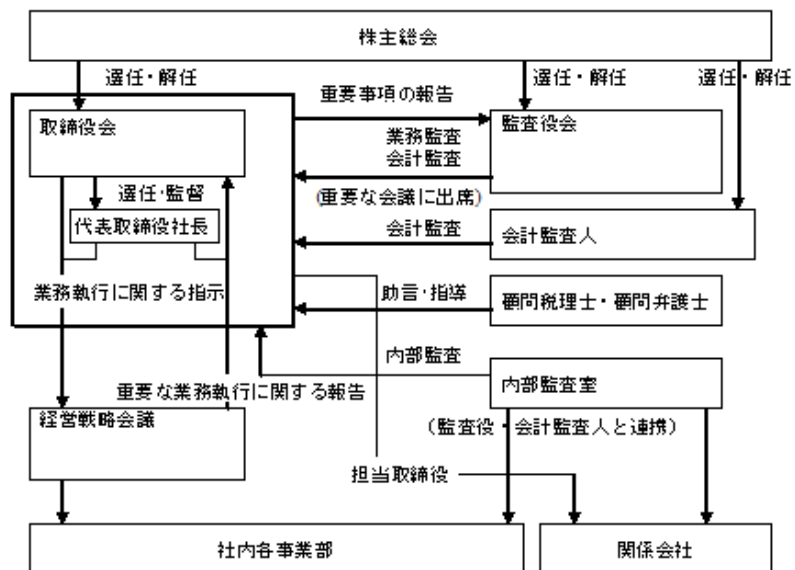 株主総会
選任・解任
選任・解任
選任・解任
重要事項の報告
取締役会
監査役会
業務監査
会計監査
選任・監督
(重要な会議に出席)
代表取締役社長
会計監査
会計監査人
業務執行に関する指示
助言・指導
顧問税理士・顧問弁護士
内部監査
内部監査室
重要な業務執行に関する報告
経営戦略会議
（監査役・会計監査人と連携）
担当取締役
社内各事業部
関係会社